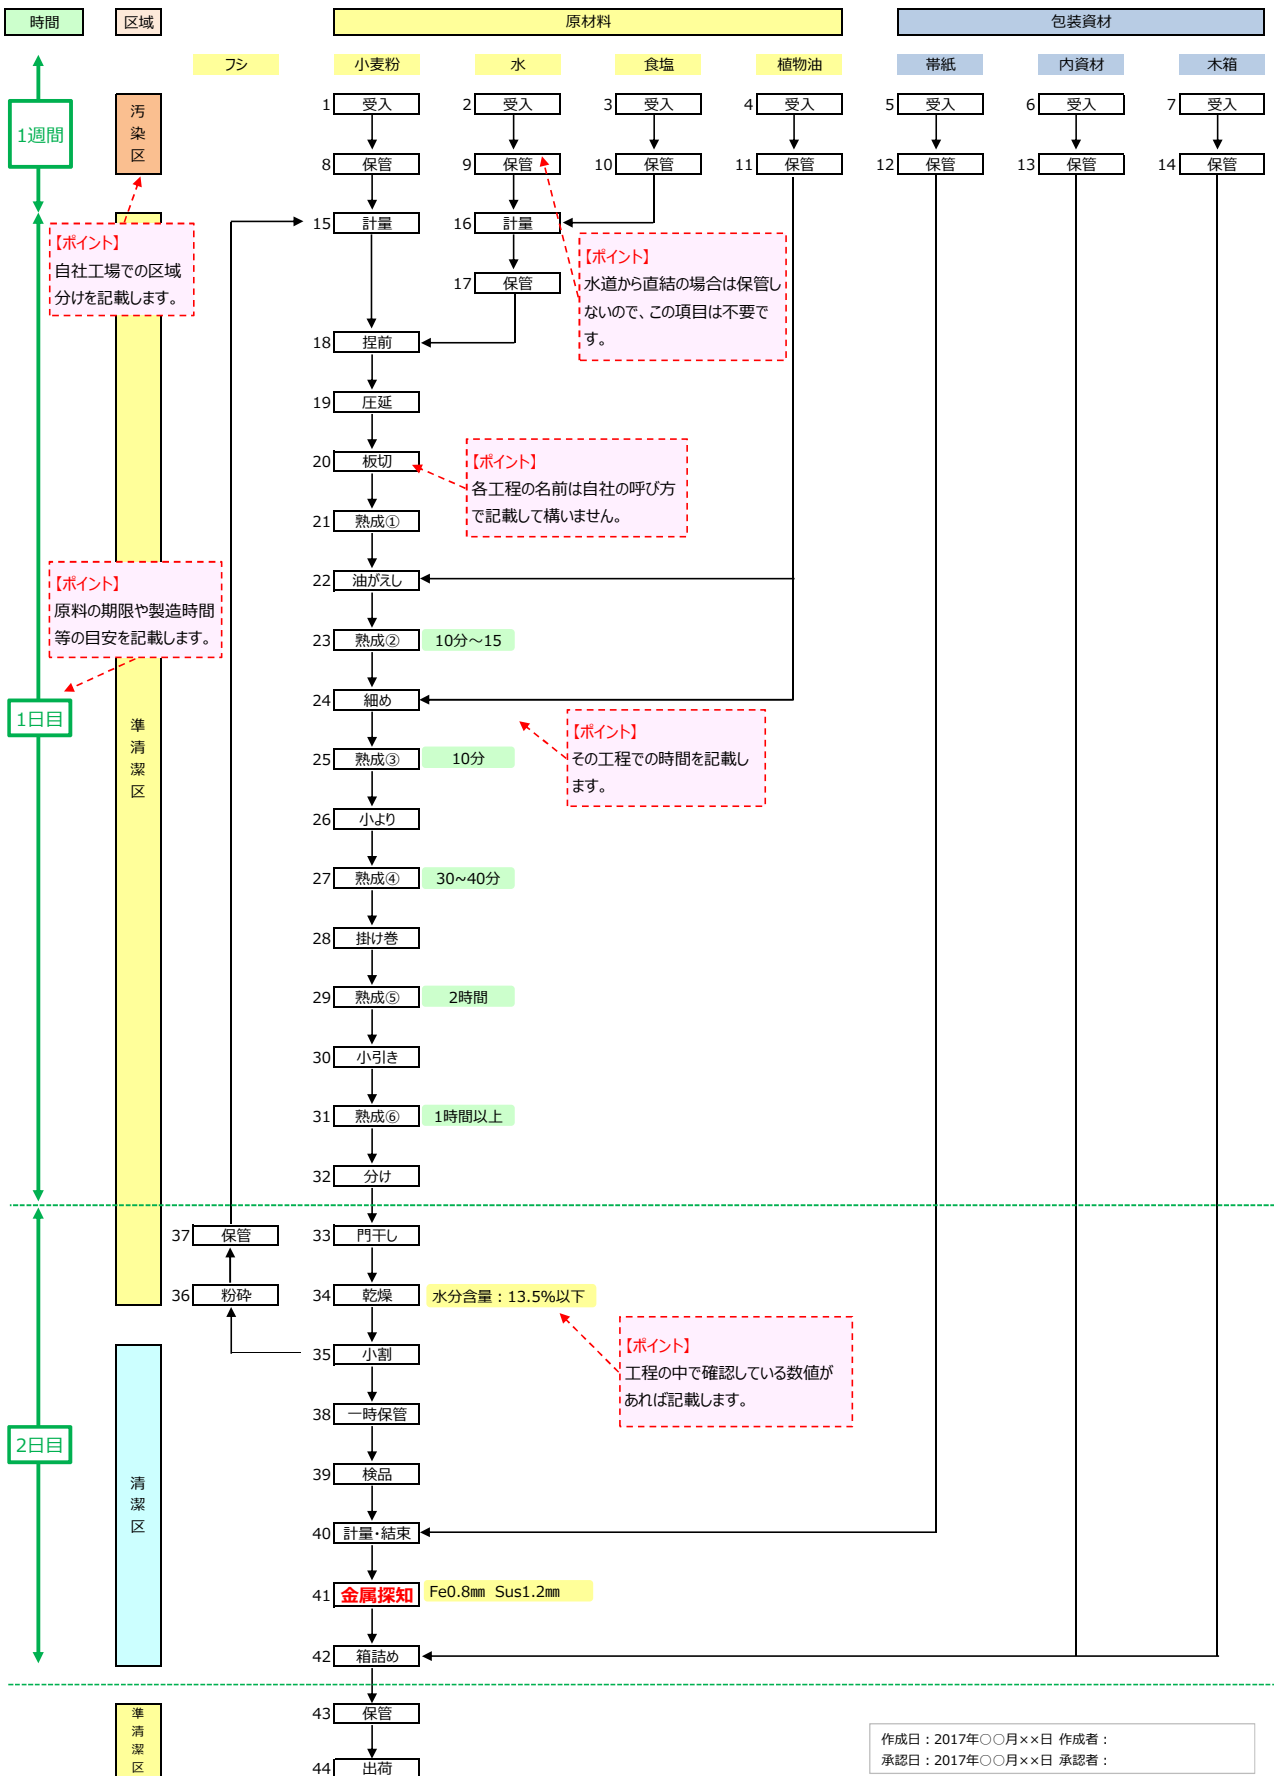 時間
区域
原材料
包装資材
フシ
小麦粉
水
食塩
植物油
帯紙
内資材
木箱
1 受入
2 受入
3 受入
4 受入
5 受入
6 受入
7 受入
1週間
汚染区
8 保管
9 保管
10 保管
11 保管
12 保管
13 保管
14 保管
15 計量
16 計量
【ポイント】
自社工場での区域
分けを記載します。
【ポイント】
水道から直結の場合は保管し
ないので、この項目は不要で
す。
17 保管
18 捏前
19 圧延
20 板切
【ポイント】
各工程の名前は自社の呼び方
で記載して構いません。
21 熟成①
22 油がえし
【ポイント】
原料の期限や製造時間
等の目安を記載します。
23 熟成② 10分～15
24 細め
1日目
準清潔区
【ポイント】
その工程での時間を記載し
ます。
25 熟成③ 10分
26 小より
27 熟成④ 30~40分
28 掛け巻
29 熟成⑤ 2時間
30 小引き
31 熟成⑥ 1時間以上
32 分け
37 保管
33 門干し
36 粉砕
34 乾燥 水分含量：13.5%以下
35 小割
【ポイント】
工程の中で確認している数値が
あれば記載します。
38 一時保管
2日目
39 検品
清潔区
40 計量・結束
41 金属探知 Fe0.8㎜ Sus1.2㎜
42 箱詰め
43 保管
準清潔区
44 出荷
作成日：2017年○○月××日 作成者：
承認日：2017年○○月××日 承認者：